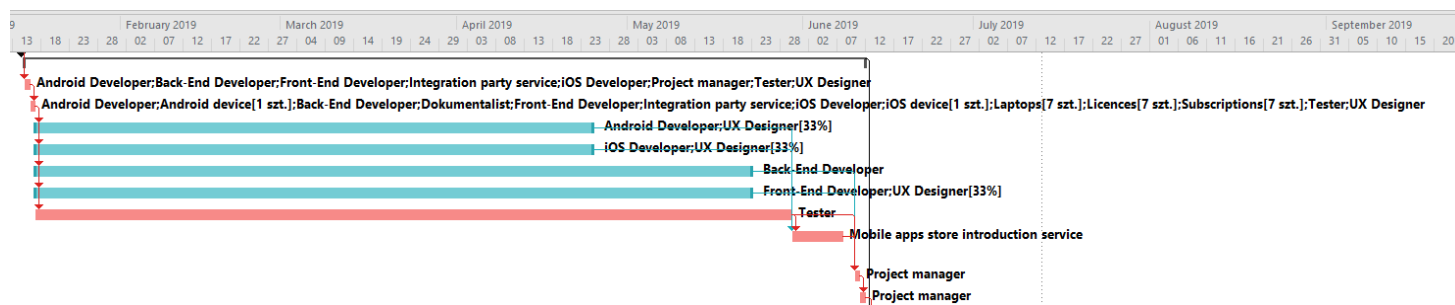 9 February 2019 March 2019 April 2019 May 2019 June 2019 July 2019 August 2019 September 2019
13 18 23 28 02 07 12 17 22 27 04 09 14 19 24 29 03 08 13 18 23 28 03 08 13 18 23 28 02 07 12 17 22 27 02 07 12 17 22 27 01 06 11 16 21 26 31 05 10 15 20
Android Developer;Back-End Developer;Front-End Developer;Integration party service;iOS Developer;Project manager;Tester;UX Designer
Android Developer;Android device[1 szt.];Back-End Developer;Dokumentalist;Front-End Developer;Integration party service;iOS Developer;iOS device[1 szt.];Laptops[7 szt.];Licences[7 szt.];Subscriptions[7 szt.];Tester;UX Designer
Android Developer;UX Designer[33%]
iOS Developer;UX Designer[33%]
Back-End Developer
Front-End Developer;UX Designer[33%]
Tester
Mobile apps store introduction service
Project manager
Project manager